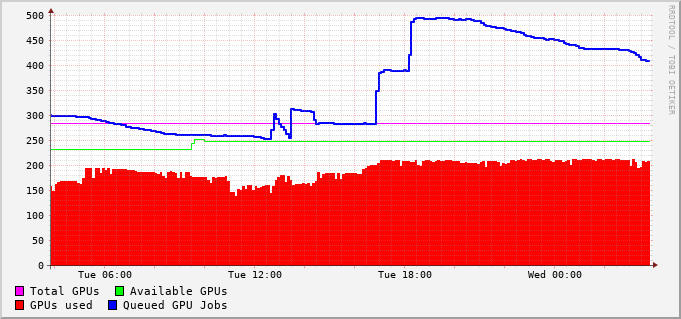 500
450
400
350
300
250
200
150
100
50
0
Tue 06:00 Tue 12:00 Tue 18:00 Wed 00:00
Total GPUs Available GPUs
GPUs used Queued GPU Jobs
RRDTOOL / TOBI OETIKER